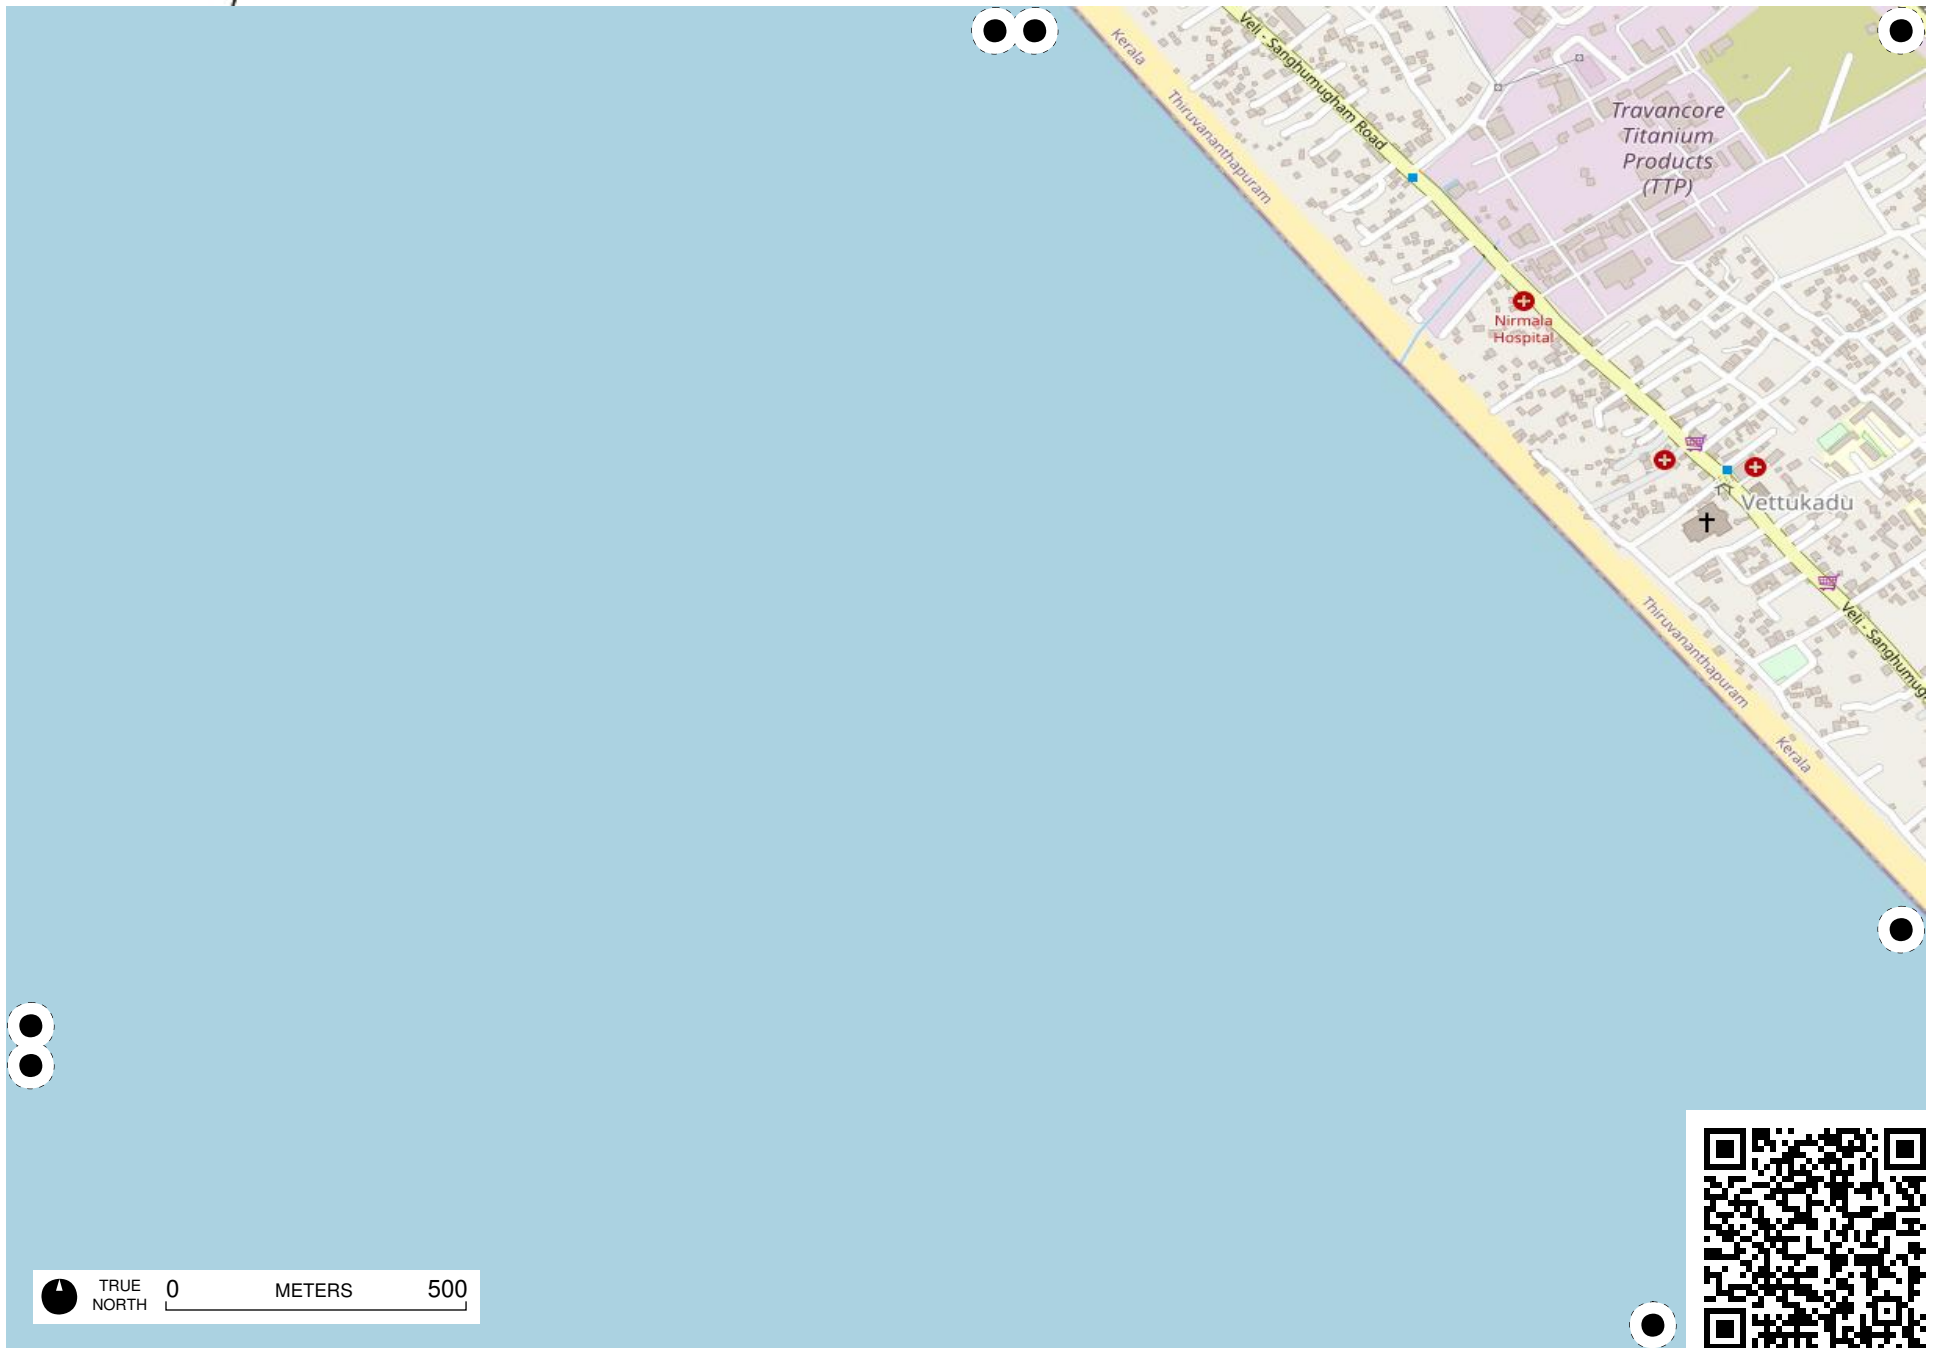 Kerala
Veli - Sanghumugham Road
Thiruvananthapuram
Travancore
Titanium
Products
(TTP)
Nirmala
Hospital
Vettukadu
Thiruvananthapuram
Veli - Sanghumug
Kerala
TRUE
NORTH
0 METERS 500